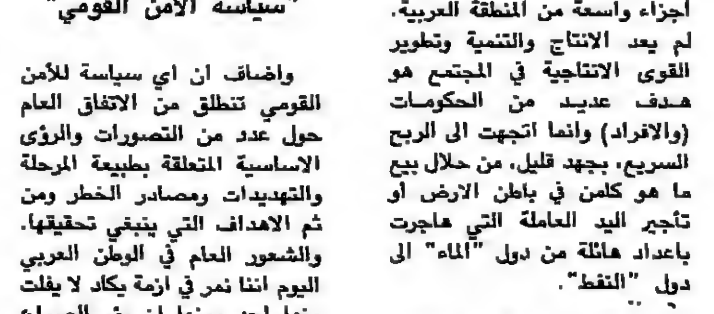 أجزاء واسعة من المنطقة العربية.
لم يعد الانتاج والتنمية وتطوير
القوى الانتاجية في المجتمع هو
هـدف عديـد من الحكومـات
(والافراد) وانما اتجهت الى الربح
السريع، بجهد قليل، من خلال بيع
ما هو كامن في باطن الارض أو
تأجير اليد العاملة التي هاجرت
باعداد هائلة من دول "الماء" الى
دول "النفط".
"سياسة الأمن القومي"
واضاف ان اي سياسة للأمن
القومي تنطلق من الاتفاق العام
حول عدد من التصورات والرؤى
الاساسية المتعلقة بطبيعة المرحلة
والتهديدات ومصادر الخطر ومن
ثم الاهداف التي ينبغي تحقيقها.
والشعور العام في الوطن العربي
اليوم اننا نمر في ازمة يكاد لا يفلت